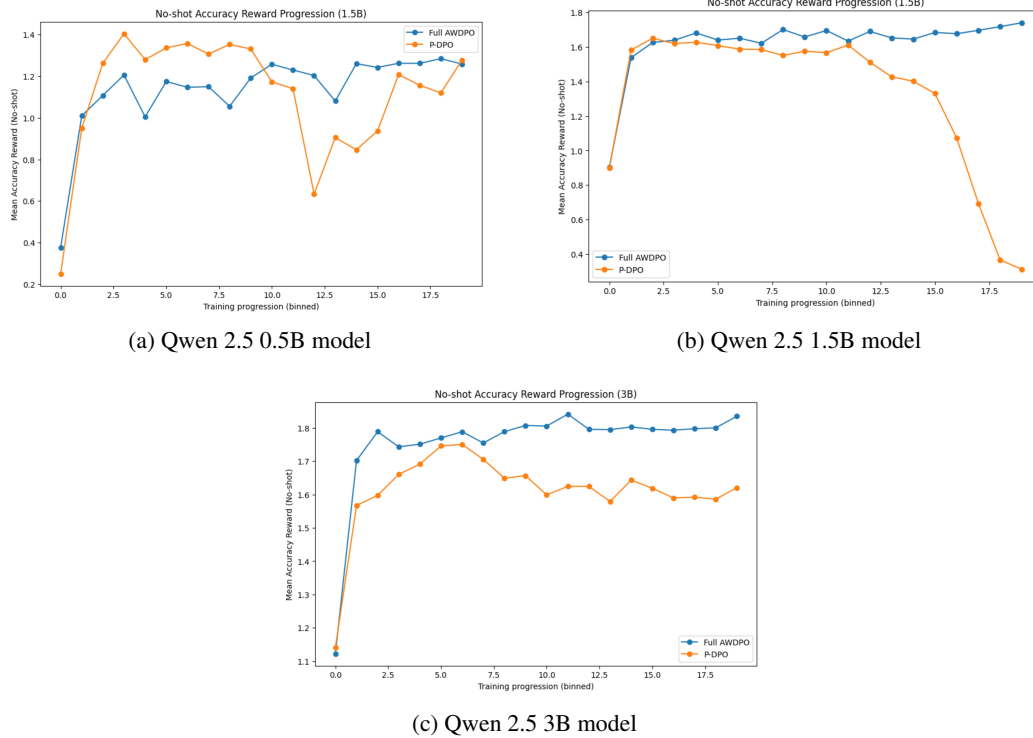 No-shot Accuracy Reward Progression (1.5B)
Mean Accuracy Reward (No-shot)
1.4
1.2
1.0
0.8
0.6
0.4
0.2
Full AWDPO
P-DPO
0.0 2.5 5.0 7.5 10.0 12.5 15.0 17.5
Training progression (binned)
(a) Qwen 2.5 0.5B model
No-shot Accuracy Reward Progression (1.5B)
Mean Accuracy Reward (No-shot)
1.8
1.6
1.4
1.2
1.0
0.8
0.6
0.4
Full AWDPO
P-DPO
0.0 2.5 5.0 7.5 10.0 12.5 15.0 17.5
Training progression (binned)
(b) Qwen 2.5 1.5B model
No-shot Accuracy Reward Progression (3B)
Mean Accuracy Reward (No-shot)
1.8
1.7
1.6
1.5
1.4
1.3
1.2
1.1
Full AWDPO
P-DPO
0.0 2.5 5.0 7.5 10.0 12.5 15.0 17.5
Training progression (binned)
(c) Qwen 2.5 3B model